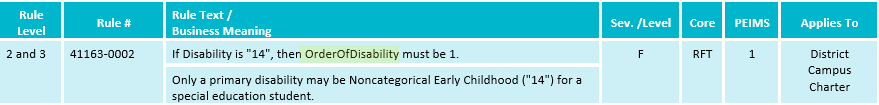 Rule Level Rule # Rule Text / Business Meaning Sev. /Level Core PEIMS Applies To
2 and 3 41163-0002 If Disability is "14", then OrderOfDisability must be 1. F RFT 1 District
Campus
Charter
Only a primary disability may be Noncategorical Early Childhood ("14") for a
special education student.